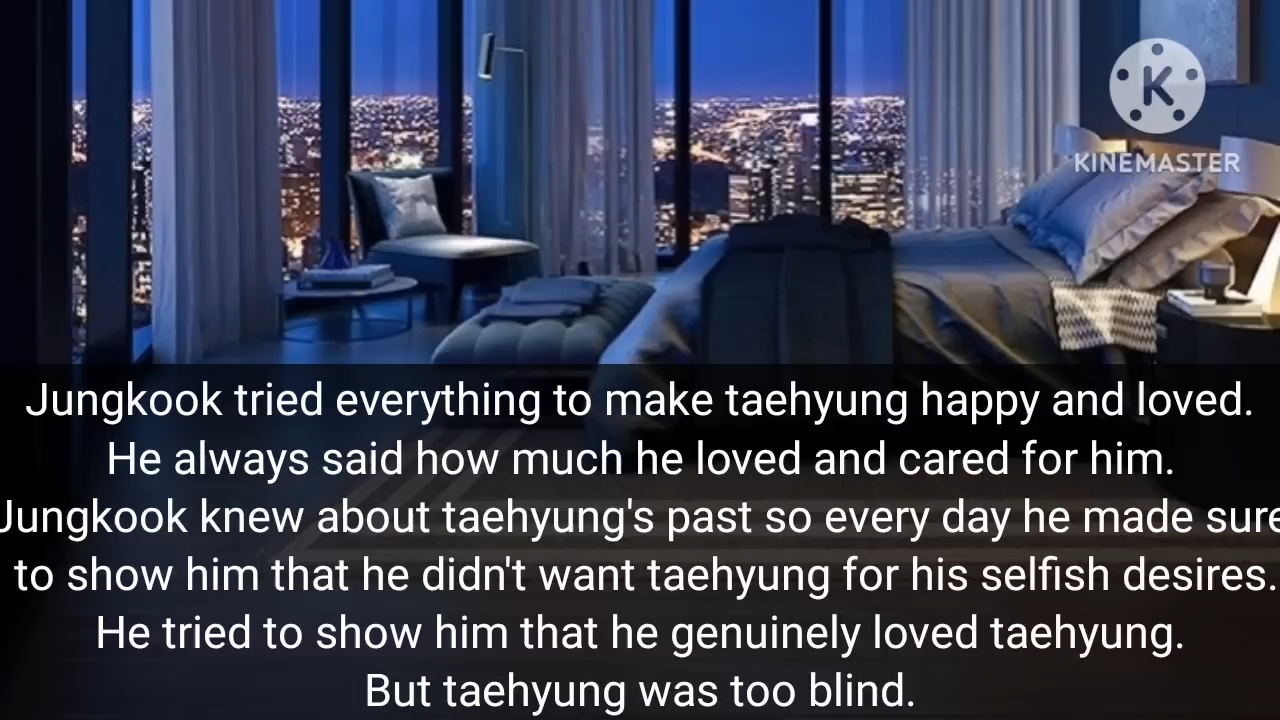 K
KINEMASTER
Jungkook tried everything to make taehyung happy and loved.
He always said how much he loved and cared for him.
Jungkook knew about taehyung's past so every day he made sure
to show him that he didn't want taehyung for his selfish desires.
He tried to show him that he genuinely loved taehyung.
But taehyung was too blind.